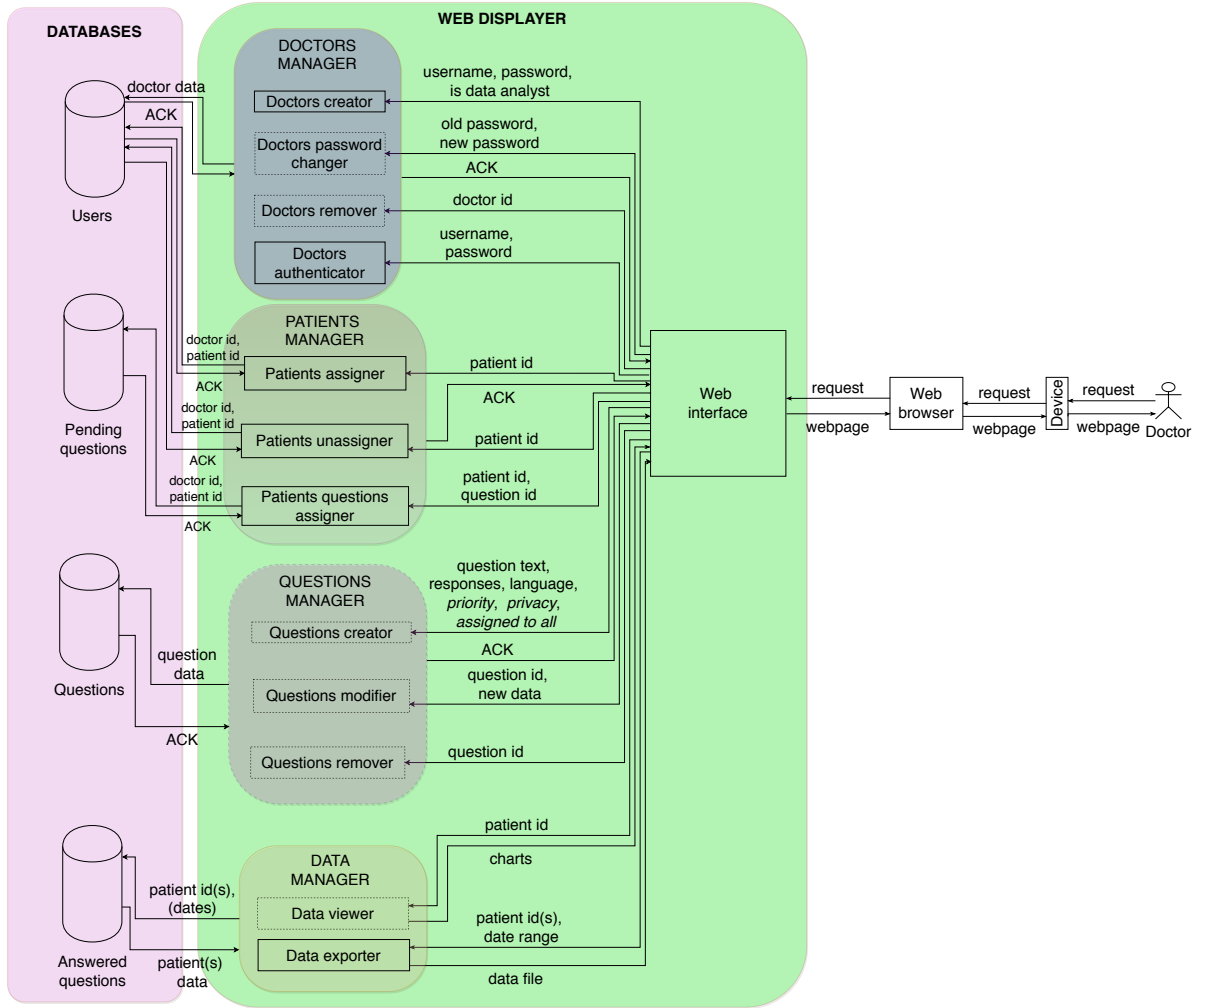 DATABASES
WEB DISPLAYER
Users
Pending
questions
Questions
Answered
questions
doctor data
ACK
DOCTORS
MANAGER
Doctors creator
Doctors password
changer
Doctors remover
Doctors
authenticator
username, password,
is data analyst
old password,
new password
ACK
doctor id
username,
password
PATIENTS
MANAGER
doctor id,
patient id
Patients assigner
ACK
doctor id,
patient id
Patients unassigner
ACK
doctor id,
patient id
Patients questions
assigner
ACK
patient id
ACK
patient id
patient id,
question id
QUESTIONS
MANAGER
Questions creator
Questions modifier
Questions remover
question
data
ACK
question text,
responses, language,
priority, privacy,
assigned to all
ACK
question id,
new data
question id
DATA
MANAGER
Data viewer
Data exporter
patient id(s),
(dates)
patient(s)
data
patient id
charts
patient id(s),
date range
data file
Web
interface
request
webpage
Web
browser
request
webpage
Device
request
webpage
Doctor